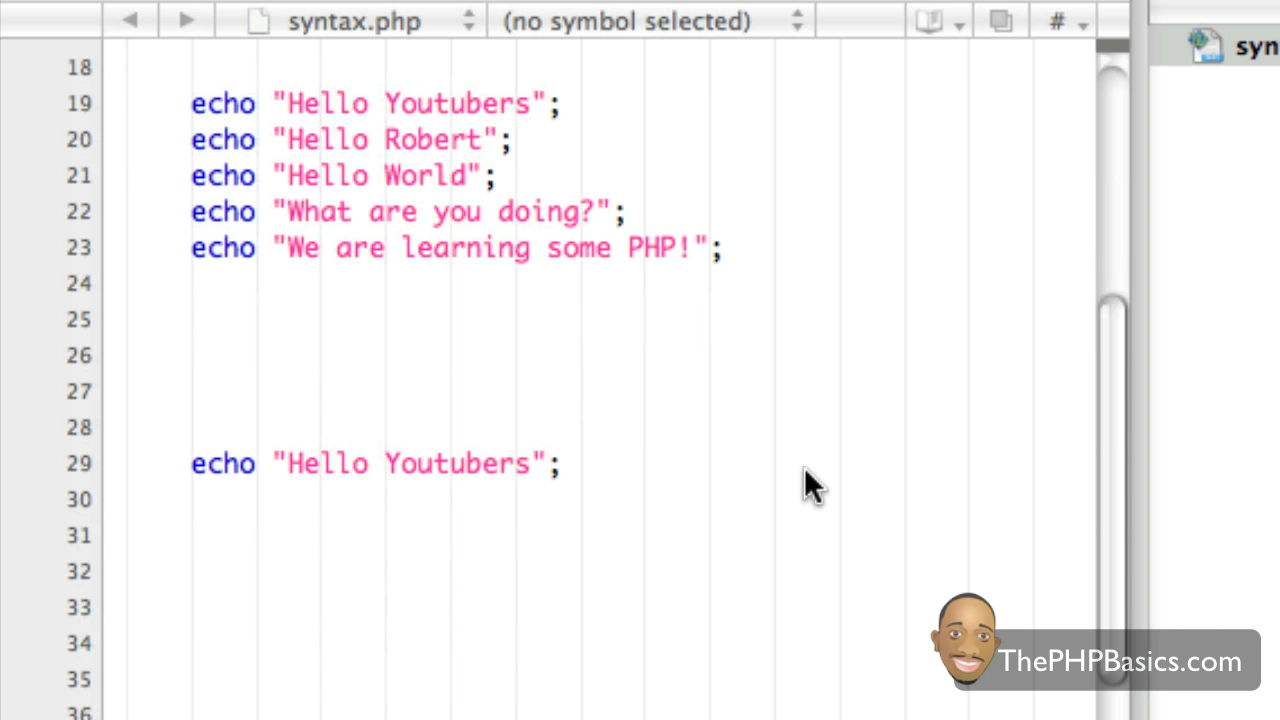 syntax.php
(no symbol selected)
#
syn
18
19 echo "Hello Youtubers";
20 echo "Hello Robert";
21 echo "Hello World";
22 echo "What are you doing?";
23 echo "We are learning some PHP!";
24
25
26
27
28
29 echo "Hello Youtubers";
30
31
32
33
34
35
36
ThePHPBasics.com